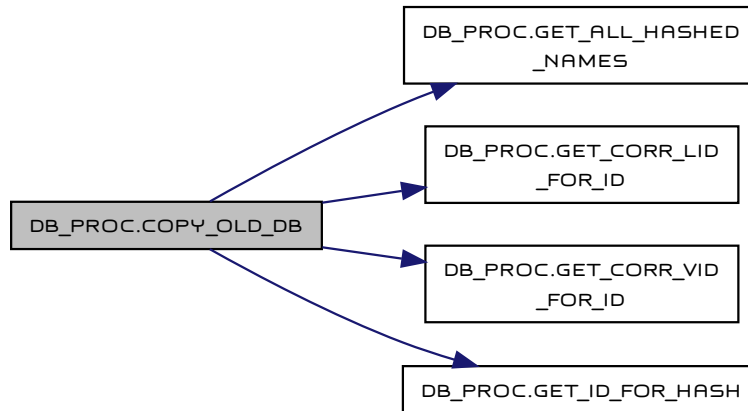 DB_PROC.GET_ALL_HASHED
_NAMES
DB_PROC.GET_CORR_LID
_FOR_ID
DB_PROC.COPY_OLD_DB
DB_PROC.GET_CORR_VID
_FOR_ID
DB_PROC.GET_ID_FOR_HASH